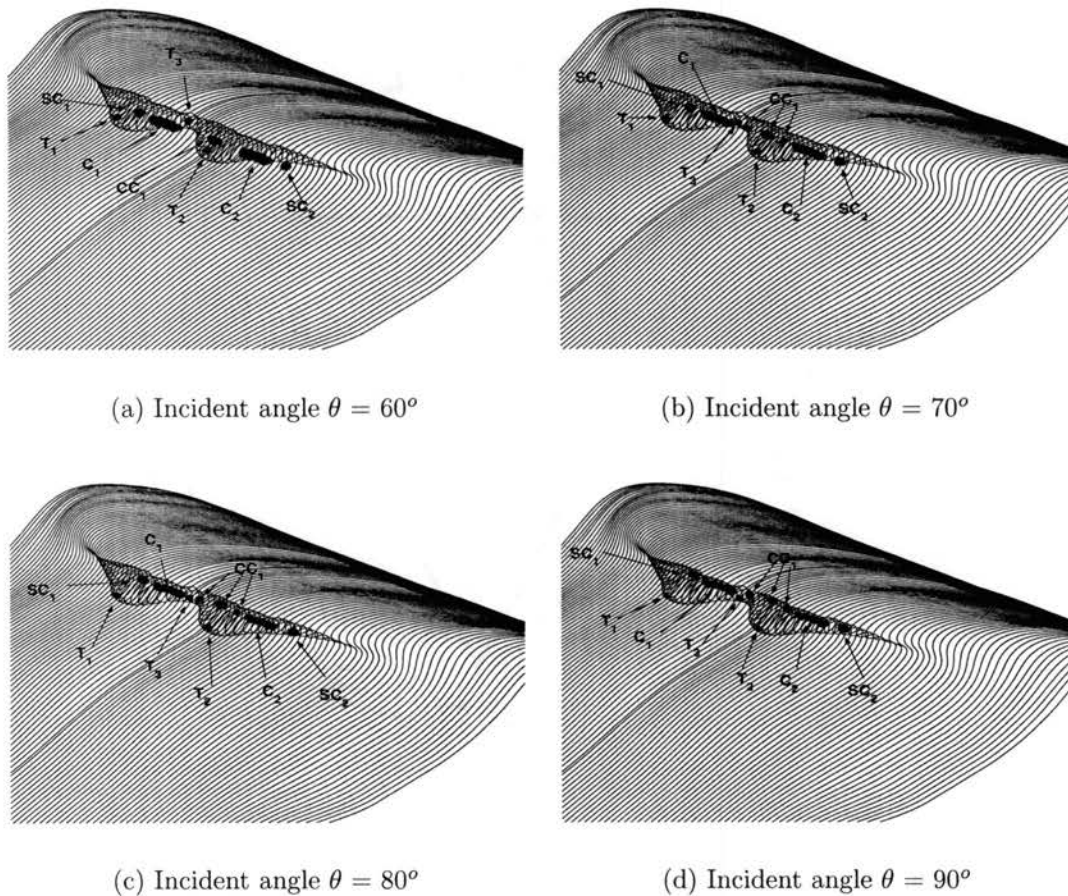 T₃
SC₁
T₁
C₁
CC₁
T₂
C₂
SC₂
(a) Incident angle θ = 60°
C₁
SC₁
CC₁
T₁
T₃
T₂
C₂
SC₂
(b) Incident angle θ = 70°
C₁
CC₁
SC₁
T₁
T₃
T₂
C₂
SC₂
(c) Incident angle θ = 80°
SC₁
CC₁
T₁
C₁
T₂
T₃
C₂
SC₂
(d) Incident angle θ = 90°